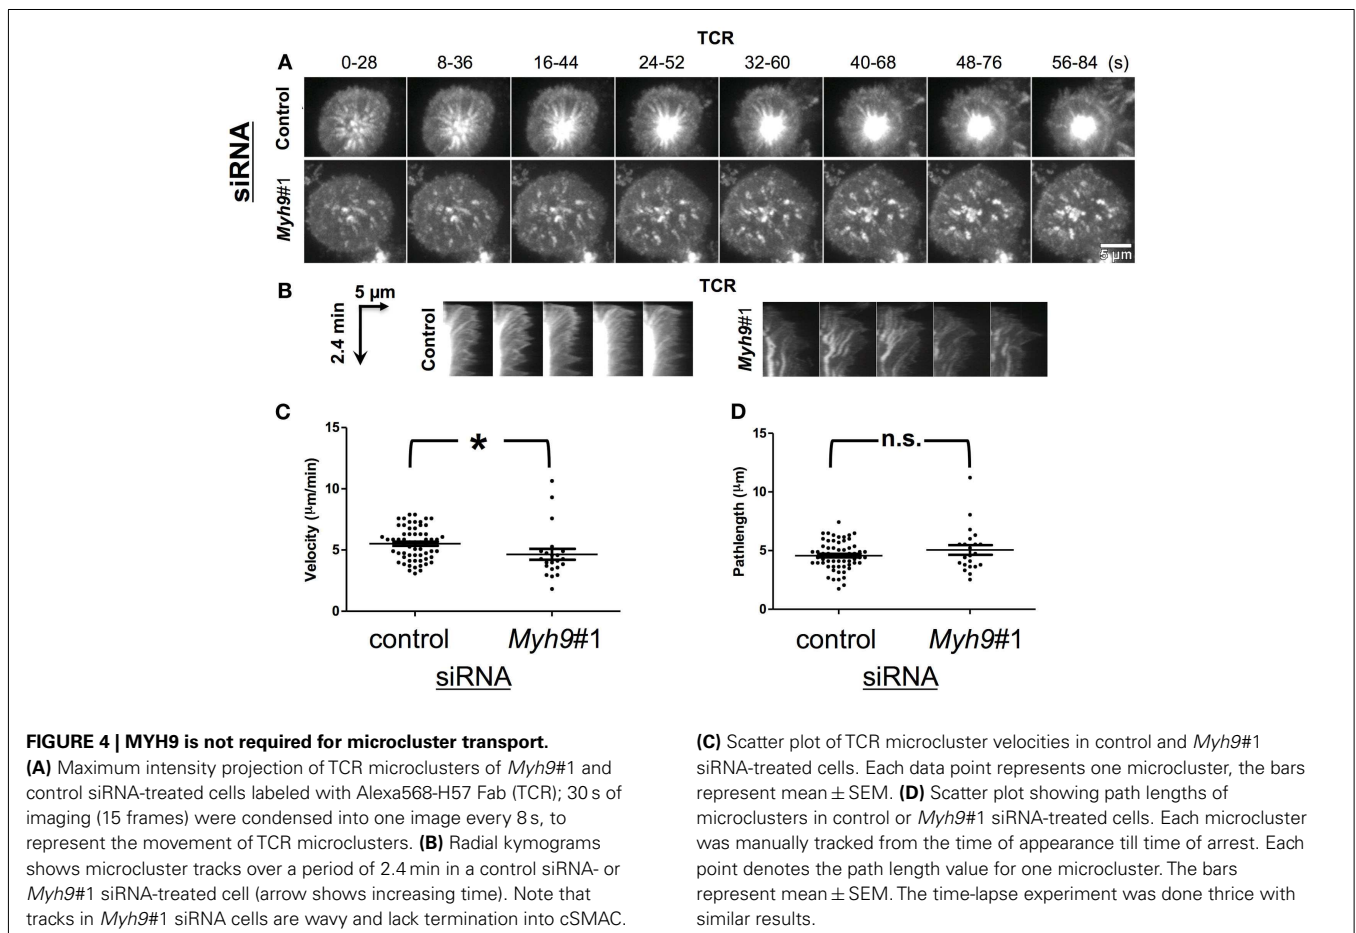 TCR
A 0-28 8-36 16-44 24-52 32-60 40-68 48-76 56-84 (s)
siRNA
Control
Myh9#1
5 µm
B
TCR
5 µm
2.4 min
Control
Myh9#1
C
15
10
5
0
Velocity (µm/min)
*
control Myh9#1
siRNA
D
15
10
5
0
Pathlength (µm)
n.s.
control Myh9#1
siRNA
FIGURE 4 | MYH9 is not required for microcluster transport.
(A) Maximum intensity projection of TCR microclusters of Myh9#1 and
control siRNA-treated cells labeled with Alexa568-H57 Fab (TCR); 30 s of
imaging (15 frames) were condensed into one image every 8 s, to
represent the movement of TCR microclusters. (B) Radial kymograms
shows microcluster tracks over a period of 2.4 min in a control siRNA- or
Myh9#1 siRNA-treated cell (arrow shows increasing time). Note that
tracks in Myh9#1 siRNA cells are wavy and lack termination into cSMAC.
(C) Scatter plot of TCR microcluster velocities in control and Myh9#1
siRNA-treated cells. Each data point represents one microcluster, the bars
represent mean ± SEM. (D) Scatter plot showing path lengths of
microclusters in control or Myh9#1 siRNA-treated cells. Each microcluster
was manually tracked from the time of appearance till time of arrest. Each
point denotes the path length value for one microcluster. The bars
represent mean ± SEM. The time-lapse experiment was done thrice with
similar results.